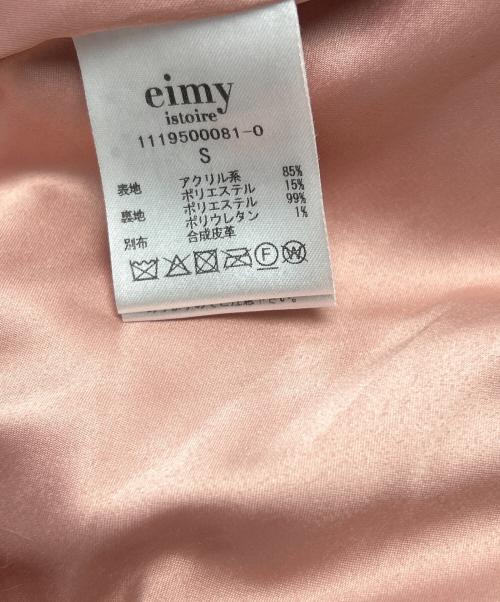 eimy
istoire
1119500081-0
S
表地 アクリル系 85%
ポリエステル 15%
裏地 ポリエステル 99%
ポリウレタン 1%
別布 合成皮革
F W